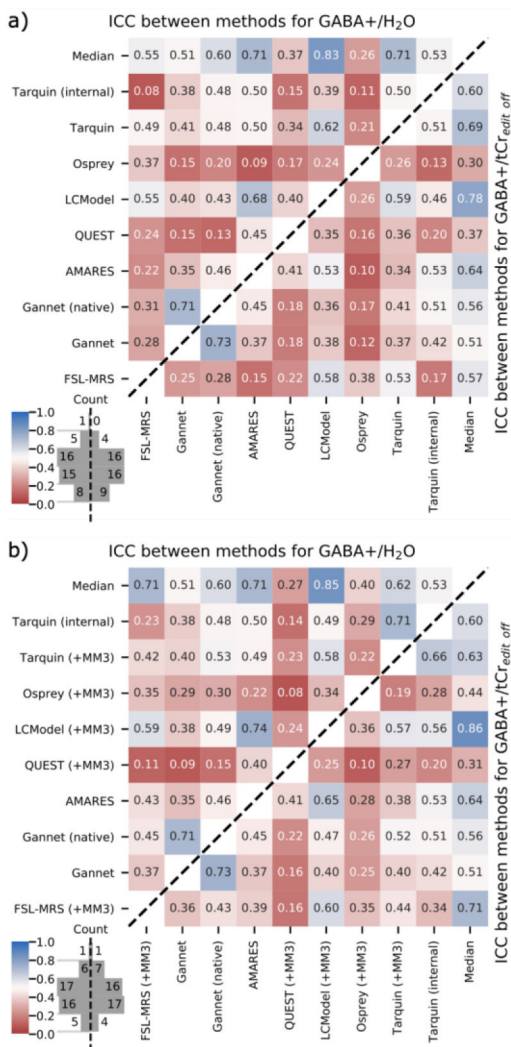 a)
ICC between methods for GABA+/H₂O
Median 0.55 0.51 0.60 0.71 0.37 0.83 0.26 0.71 0.53
Tarquin (internal) 0.08 0.38 0.48 0.50 0.15 0.39 0.11 0.50 0.60
Tarquin 0.49 0.41 0.48 0.50 0.34 0.62 0.21 0.51 0.69
Osprey 0.37 0.15 0.20 0.09 0.17 0.24 0.26 0.13 0.30
LCModel 0.55 0.40 0.43 0.68 0.40 0.26 0.59 0.46 0.78
QUEST 0.24 0.15 0.13 0.45 0.35 0.16 0.36 0.20 0.37
AMARES 0.22 0.35 0.46 0.41 0.53 0.10 0.34 0.53 0.64
Gannet (native) 0.31 0.71 0.45 0.18 0.36 0.17 0.41 0.51 0.56
Gannet 0.28 0.73 0.37 0.18 0.38 0.12 0.37 0.42 0.51
FSL-MRS 0.25 0.28 0.15 0.22 0.58 0.38 0.53 0.17 0.57
ICC between methods for GABA+/tCr edit off
Count
1.0
0.8
0.6
0.4
0.2
0.0
1 0
5 4
16 16
15 16
8 9
FSL-MRS
Gannet
Gannet (native)
AMARES
QUEST
LCModel
Osprey
Tarquin
Tarquin (internal)
Median
b)
ICC between methods for GABA+/H₂O
Median 0.71 0.51 0.60 0.71 0.27 0.85 0.40 0.62 0.53
Tarquin (internal) 0.23 0.38 0.48 0.50 0.14 0.49 0.29 0.71 0.60
Tarquin (+MM3) 0.42 0.40 0.53 0.49 0.23 0.58 0.22 0.66 0.63
Osprey (+MM3) 0.35 0.29 0.30 0.22 0.08 0.34 0.19 0.28 0.44
LCModel (+MM3) 0.59 0.38 0.49 0.74 0.24 0.36 0.57 0.56 0.86
QUEST (+MM3) 0.11 0.09 0.15 0.40 0.25 0.10 0.27 0.20 0.31
AMARES 0.43 0.35 0.46 0.41 0.65 0.28 0.38 0.53 0.64
Gannet (native) 0.45 0.71 0.45 0.22 0.47 0.26 0.52 0.51 0.56
Gannet 0.37 0.73 0.37 0.16 0.40 0.25 0.40 0.42 0.51
FSL-MRS (+MM3) 0.36 0.43 0.39 0.16 0.60 0.35 0.44 0.34 0.71
ICC between methods for GABA+/tCr edit off
Count
1.0
0.8
0.6
0.4
0.2
0.0
1 1
6 7
17 16
16 17
5 4
FSL-MRS (+MM3)
Gannet
Gannet (native)
AMARES
QUEST (+MM3)
LCModel (+MM3)
Osprey (+MM3)
Tarquin (+MM3)
Tarquin (internal)
Median